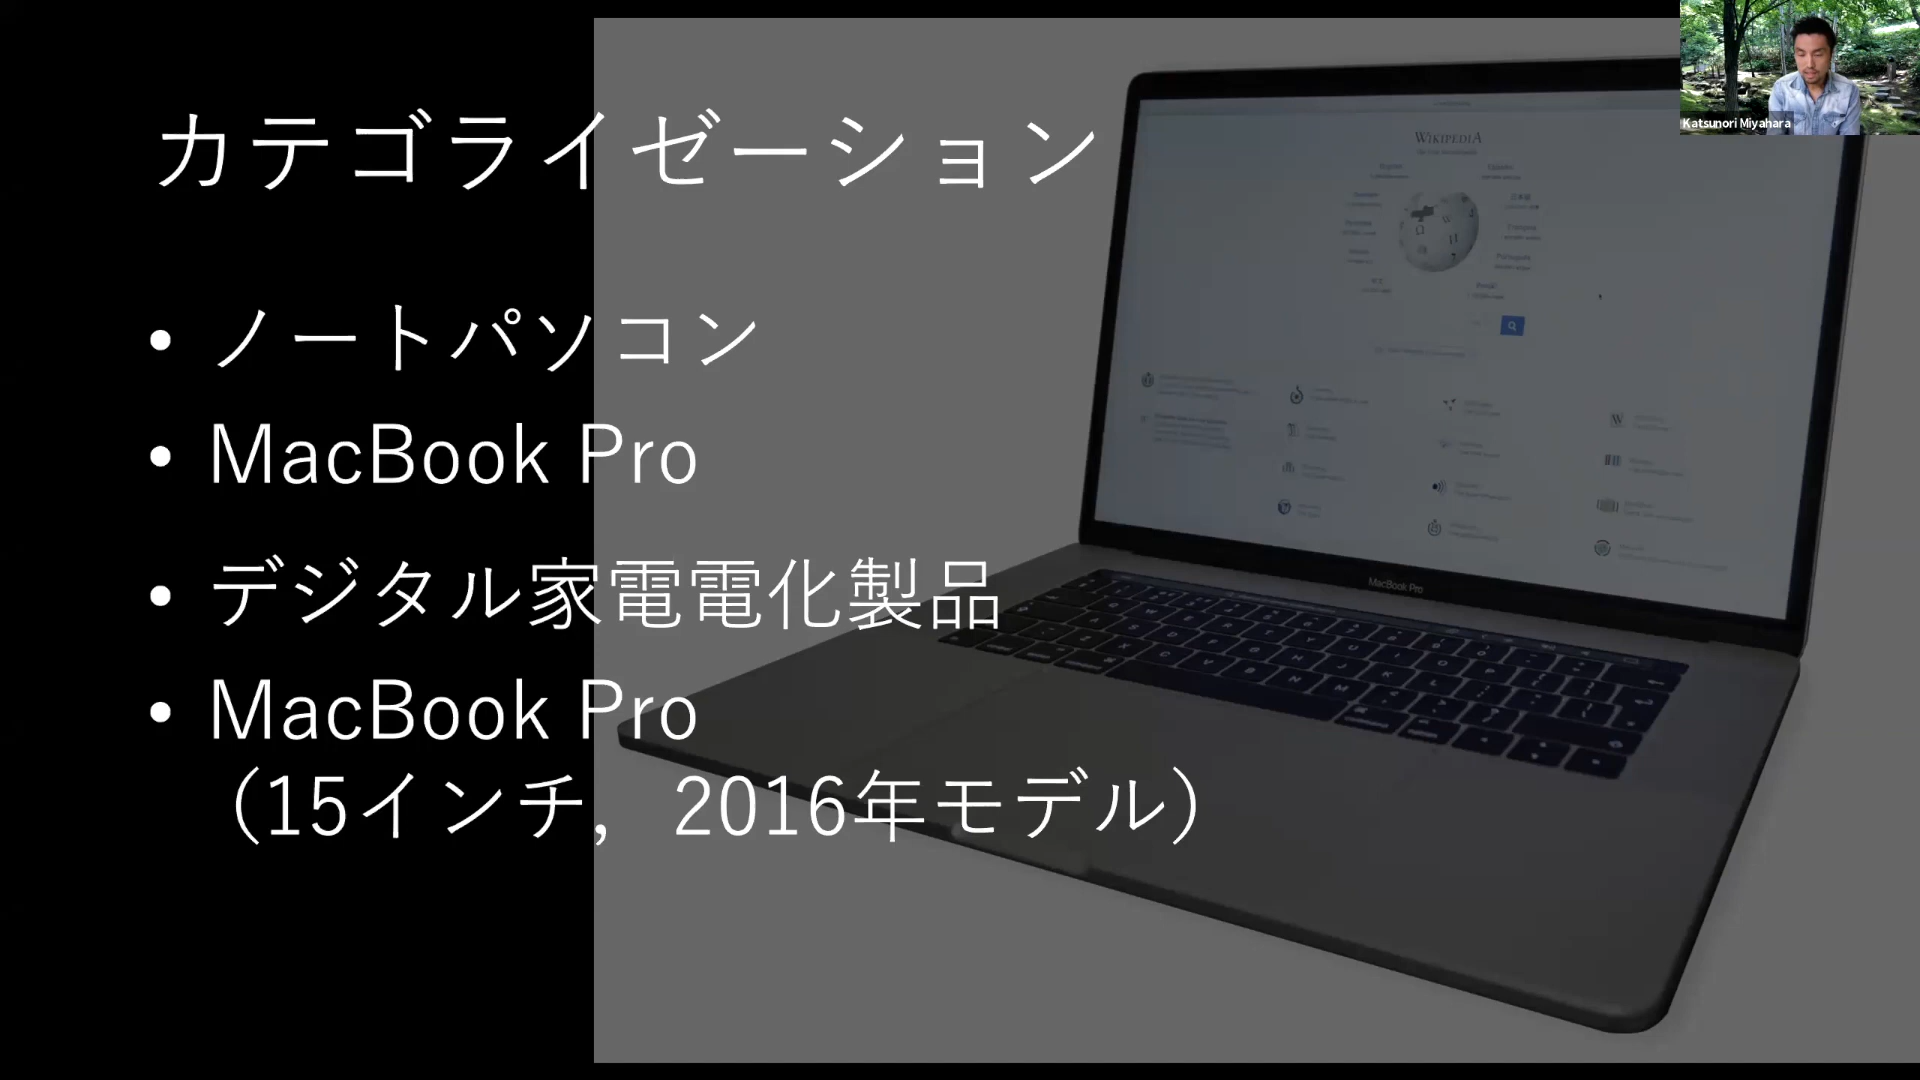 カテゴライゼーション
• ノートパソコン
• MacBook Pro
• デジタル家電電化製品
• MacBook Pro
（15インチ，2016年モデル）
Katsunori Miyahara
WIKIPEDIA
MacBook Pro